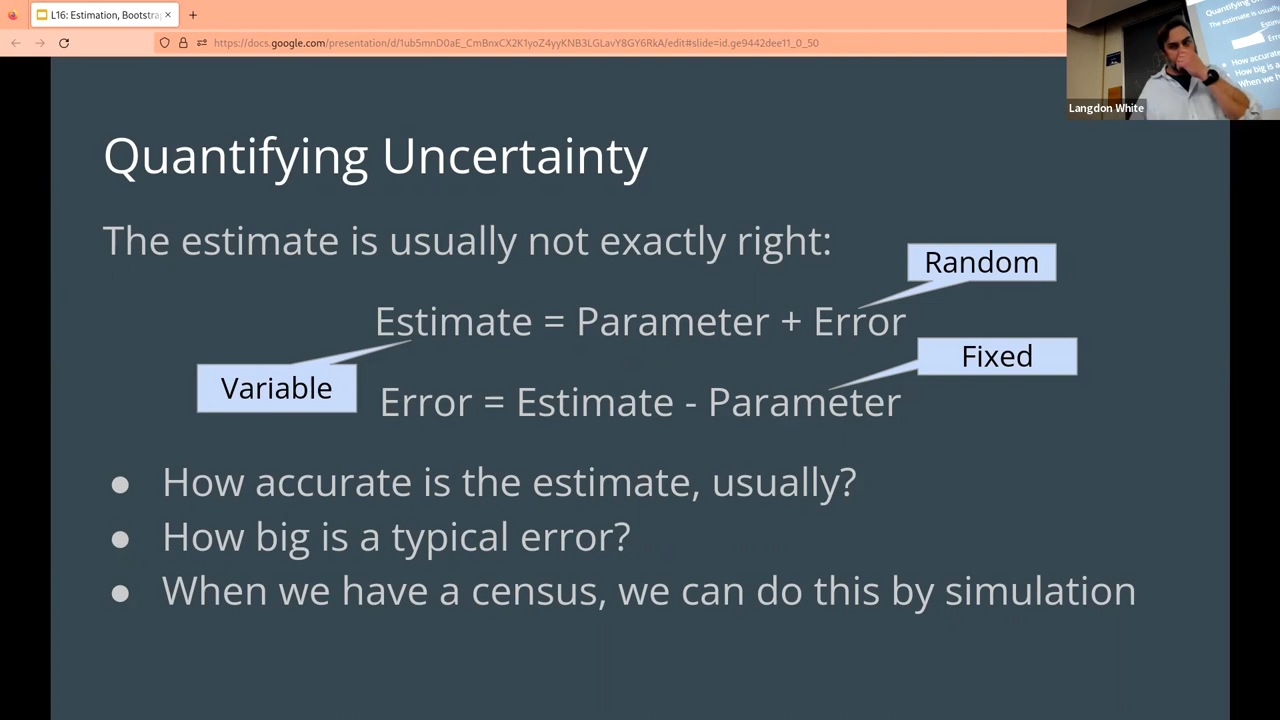 L16: Estimation, Bootstra
https://docs.google.com/presentation/d/1ub5mnD0aE_CmBnxCX2K1yoZ4yyKNB3LGLavY8GY6RkA/edit#slide=id.ge9442dee11_0_50
Langdon White
Quantifying Uncertainty
The estimate is usually not exactly right:
Random
Estimate = Parameter + Error
Fixed
Variable
Error = Estimate - Parameter
● How accurate is the estimate, usually?
● How big is a typical error?
● When we have a census, we can do this by simulation